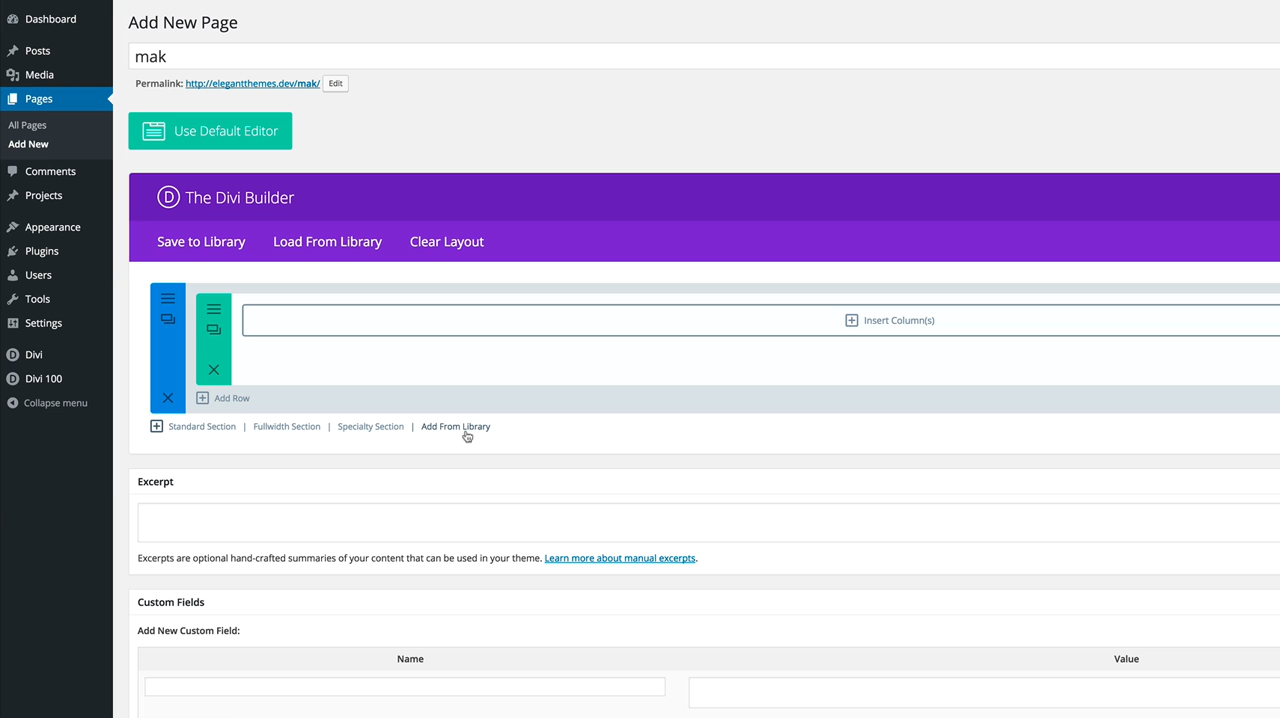 Dashboard
Posts
Media
Pages
All Pages
Add New
Comments
Projects
Appearance
Plugins
Users
Tools
Settings
Divi
Divi 100
Collapse menu
Add New Page
mak
Permalink: http://elegantthemes.dev/mak/ Edit
Use Default Editor
D The Divi Builder
Save to Library Load From Library Clear Layout
Insert Column(s)
Add Row
Standard Section | Fullwidth Section | Specialty Section | Add From Library
Excerpt
Excerpts are optional hand-crafted summaries of your content that can be used in your theme. Learn more about manual excerpts.
Custom Fields
Add New Custom Field:
Name Value